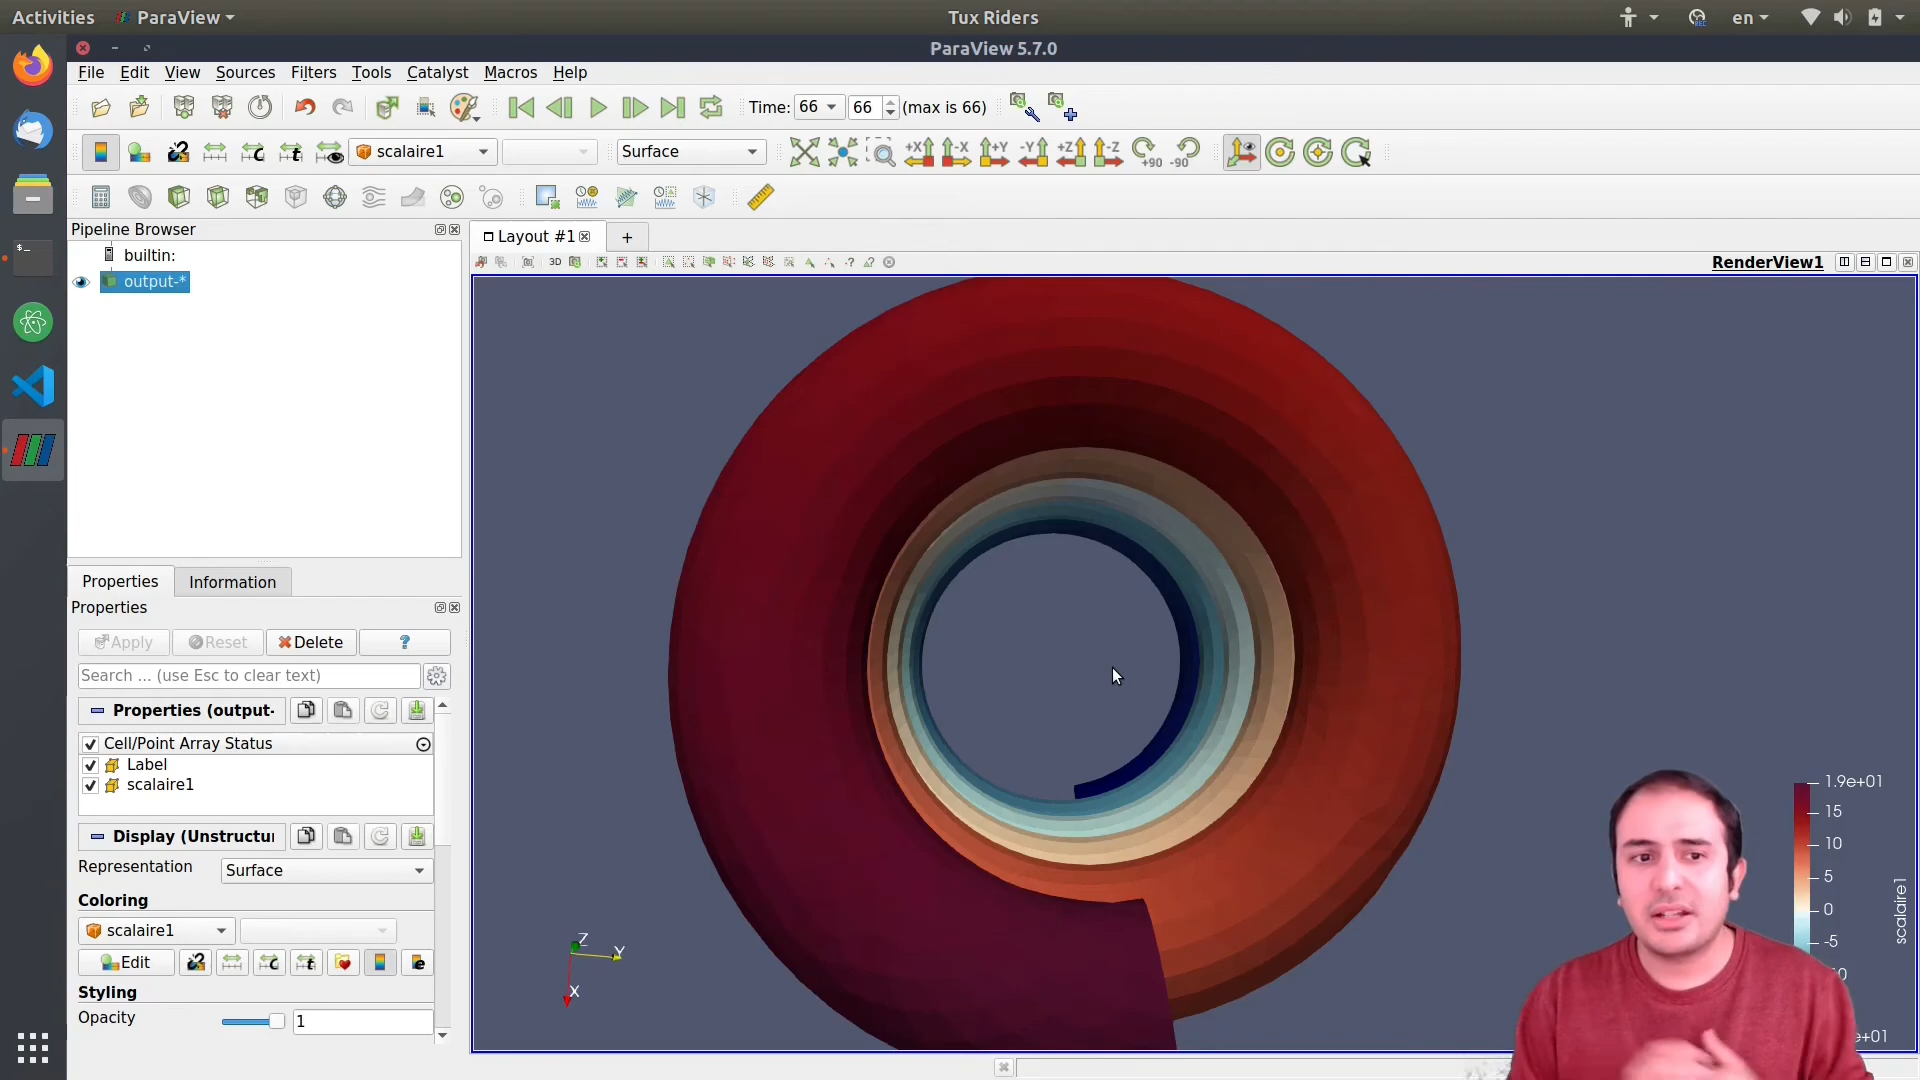 Activities
ParaView
Tux Riders
en
ParaView 5.7.0
File Edit View Sources Filters Tools Catalyst Macros Help
Time: 66 66 (max is 66)
scalaire1
Surface
+X -X +Y -Y +Z -Z +90 -90
Pipeline Browser
Layout #1
+
builtin:
3D
RenderView1
output-*
Properties Information
Properties
Apply Reset Delete ?
Search ... (use Esc to clear text)
Properties (output-
Cell/Point Array Status
Label
scalaire1
Display (Unstructu
Representation Surface
Coloring
scalaire1
Edit
Styling
Opacity 1
Z
Y
X
1.9e+01
15
10
5
0
-5
scalaire1